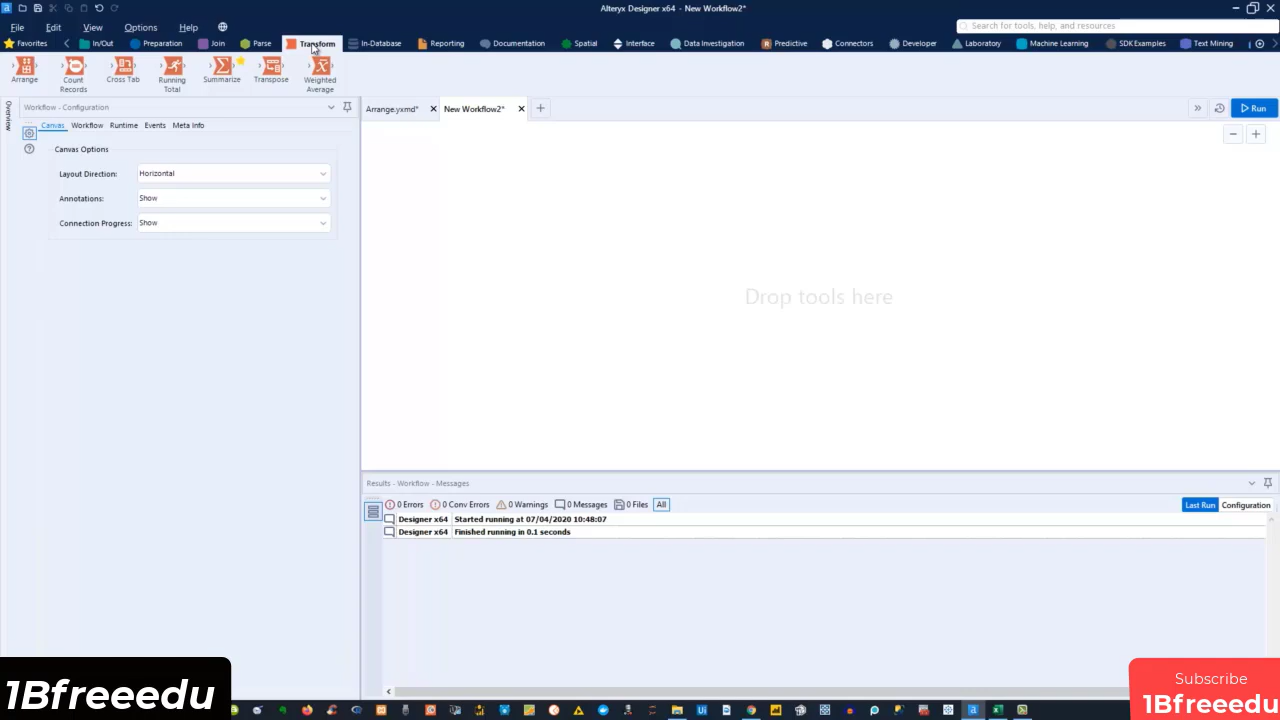 Alteryx Designer x64 - New Workflow2*
File Edit View Options Help
Search for tools, help, and resources
Favorites In/Out Preparation Join Parse Transform In-Database Reporting Documentation Spatial Interface Data Investigation Predictive Connectors Developer Laboratory Machine Learning SDK Examples Text Mining
Arrange Count Records Cross Tab Running Total Summarize Transpose Weighted Average
Overview
Workflow - Configuration
Arrange.yxmd* New Workflow2* Run
Canvas Workflow Runtime Events Meta Info
Canvas Options
Layout Direction: Horizontal
Annotations: Show
Connection Progress: Show
Drop tools here
Results - Workflow - Messages
0 Errors 0 Conv Errors 0 Warnings 0 Messages 0 Files All Last Run Configuration
Designer x64 Started running at 07/04/2020 10:48:07
Designer x64 Finished running in 0.1 seconds
1Bfreeedu
Subscribe
1Bfreeedu